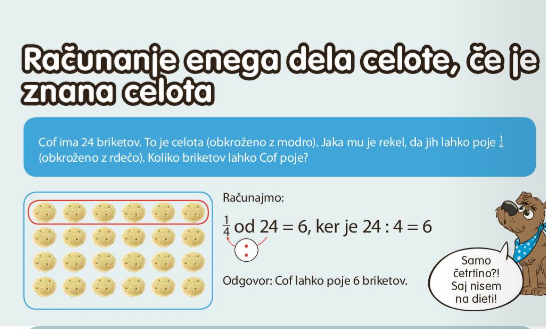 Računanje enega dela celote, če je
znana celota
Cof ima 24 briketov. To je celota (obkroženo z modro). Jaka mu je rekel, da jih lahko poje 1/4
(obkroženo z rdečo). Koliko briketov lahko Cof poje?
Računajmo:
1/4 od 24 = 6, ker je 24 : 4 = 6
:
Odgovor: Cof lahko poje 6 briketov.
Samo
četrtino?!
Saj nisem
na dieti!